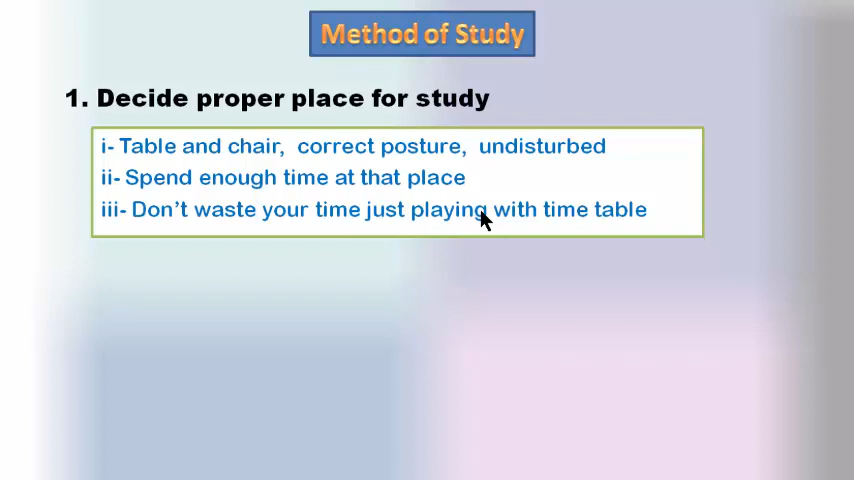 Method of Study
1. Decide proper place for study
i- Table and chair, correct posture, undisturbed
ii- Spend enough time at that place
iii- Don't waste your time just playing with time table